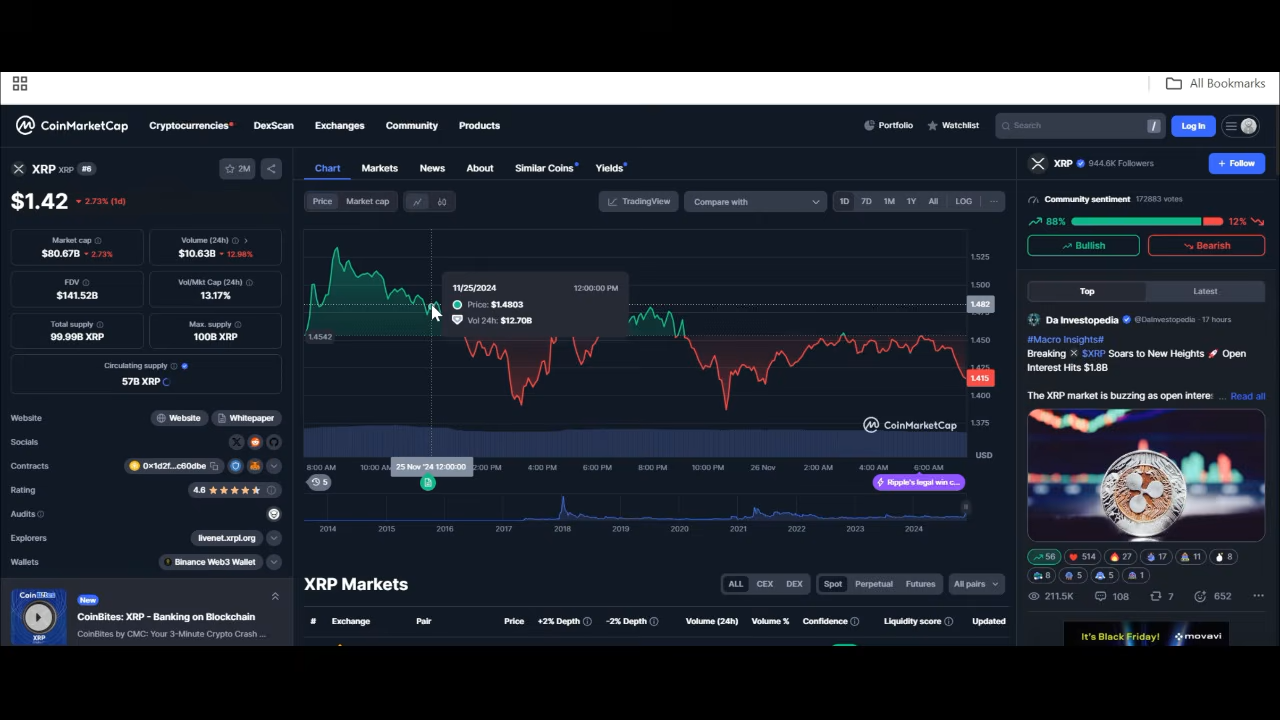 All Bookmarks
CoinMarketCap Cryptocurrencies DexScan Exchanges Community Products Portfolio Watchlist Search / Log In
XRP XRP #6 2M
$1.42 2.73% (1d)
Market cap
$80.67B 2.73%
Volume (24h)
$10.63B 12.98%
FDV
$141.52B
Vol/Mkt Cap (24h)
13.17%
Total supply
99.99B XRP
Max. supply
100B XRP
Circulating supply
57B XRP
Website Website Whitepaper
Socials
Contracts 0x1d2f...c60dbe
Rating 4.6
Audits
Explorers livenet.xrpl.org
Wallets Binance Web3 Wallet
New
CoinBites: XRP - Banking on Blockchain
CoinBites by CMC: Your 3-Minute Crypto Crash ...
XRP
Chart Markets News About Similar Coins Yields
Price Market cap TradingView Compare with 1D 7D 1M 1Y All LOG ...
1.525
1.500
1.482
1.475
1.450
1.425
1.415
1.400
1.375
USD
1.4542
11/25/2024 12:00:00 PM
Price: $1.4803
Vol 24h: $12.70B
CoinMarketCap
8:00 AM 10:00 AM 25 Nov '24 12:00:00 2:00 PM 4:00 PM 6:00 PM 8:00 PM 10:00 PM 26 Nov 2:00 AM 4:00 AM 6:00 AM
5 Ripple's legal win c...
2014 2015 2016 2017 2018 2019 2020 2021 2022 2023 2024
XRP Markets ALL CEX DEX Spot Perpetual Futures All pairs
# Exchange Pair Price +2% Depth -2% Depth Volume (24h) Volume % Confidence Liquidity score Updated
XRP 944.6K Followers + Follow
Community sentiment 172883 votes
88% 12%
Bullish Bearish
Top Latest
Da Investopedia @DaInvestopedia · 17 hours
#Macro Insights#
Breaking $XRP Soars to New Heights Open
Interest Hits $1.8B
The XRP market is buzzing as open interes ... Read all
56 514 27 17 11 8
8 5 5 1
211.5K 108 7 652 ...
It's Black Friday! movavi